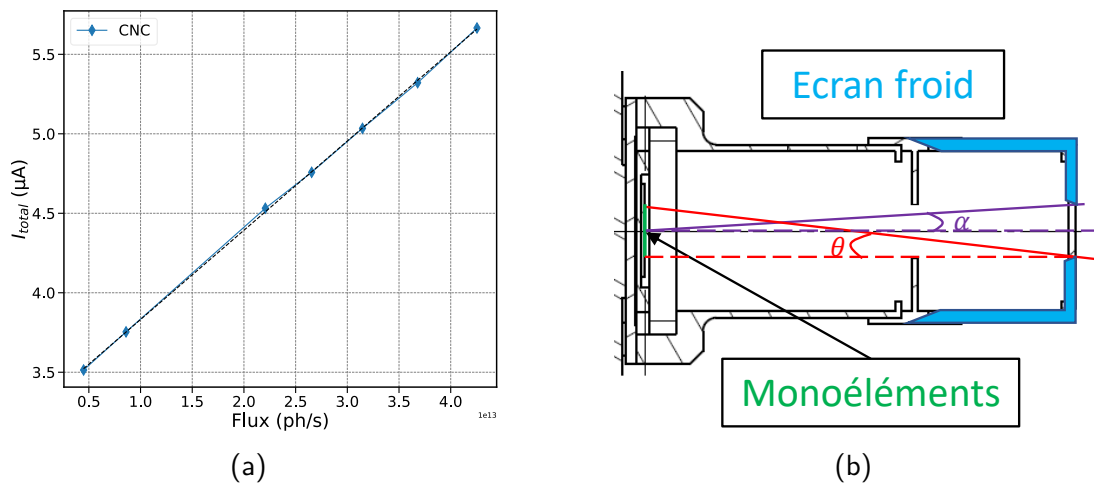 CNC
5.5
5.0
4.5
4.0
3.5
I_total (µA)
0.5 1.0 1.5 2.0 2.5 3.0 3.5 4.0
1e13
Flux (ph/s)
(a)
Ecran froid
α
θ
Monoéléments
(b)